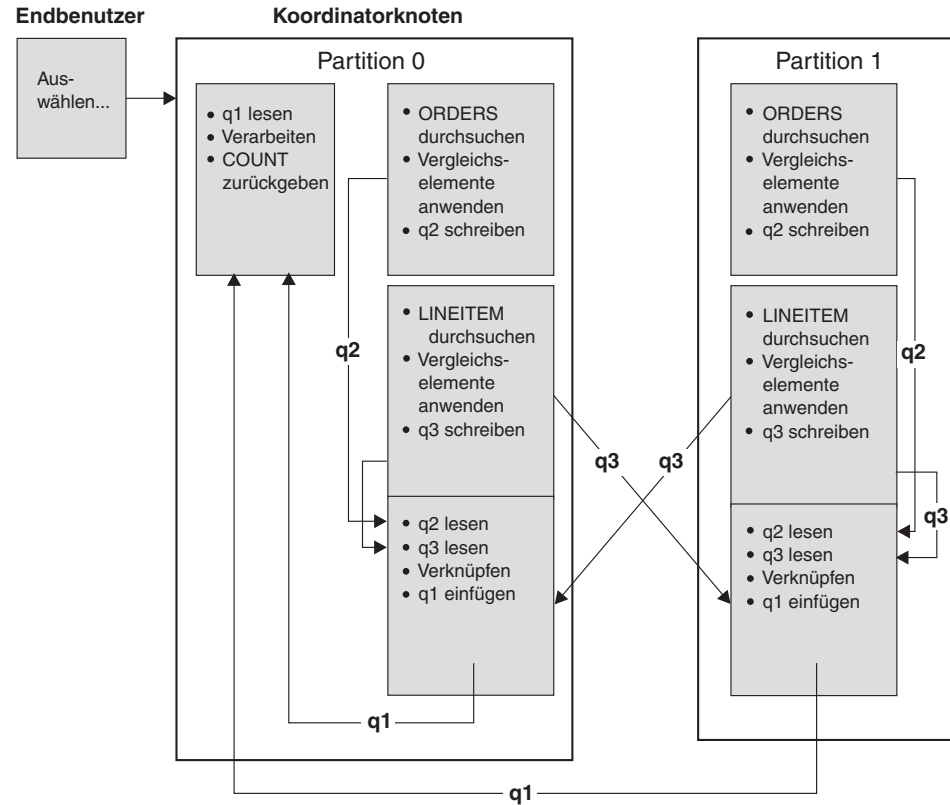 Endbenutzer
Koordinatorknoten
Aus-
wählen...
Partition 0
• q1 lesen
• Verarbeiten
• COUNT
zurückgeben
• ORDERS
durchsuchen
• Vergleichs-
elemente
anwenden
• q2 schreiben
• LINEITEM
durchsuchen
• Vergleichs-
elemente
anwenden
• q3 schreiben
• q2 lesen
• q3 lesen
• Verknüpfen
• q1 einfügen
q2
q1
q3
q3
Partition 1
• ORDERS
durchsuchen
• Vergleichs-
elemente
anwenden
• q2 schreiben
• LINEITEM
durchsuchen
• Vergleichs-
elemente
anwenden
• q3 schreiben
• q2 lesen
• q3 lesen
• Verknüpfen
• q1 einfügen
q2
q3
q1